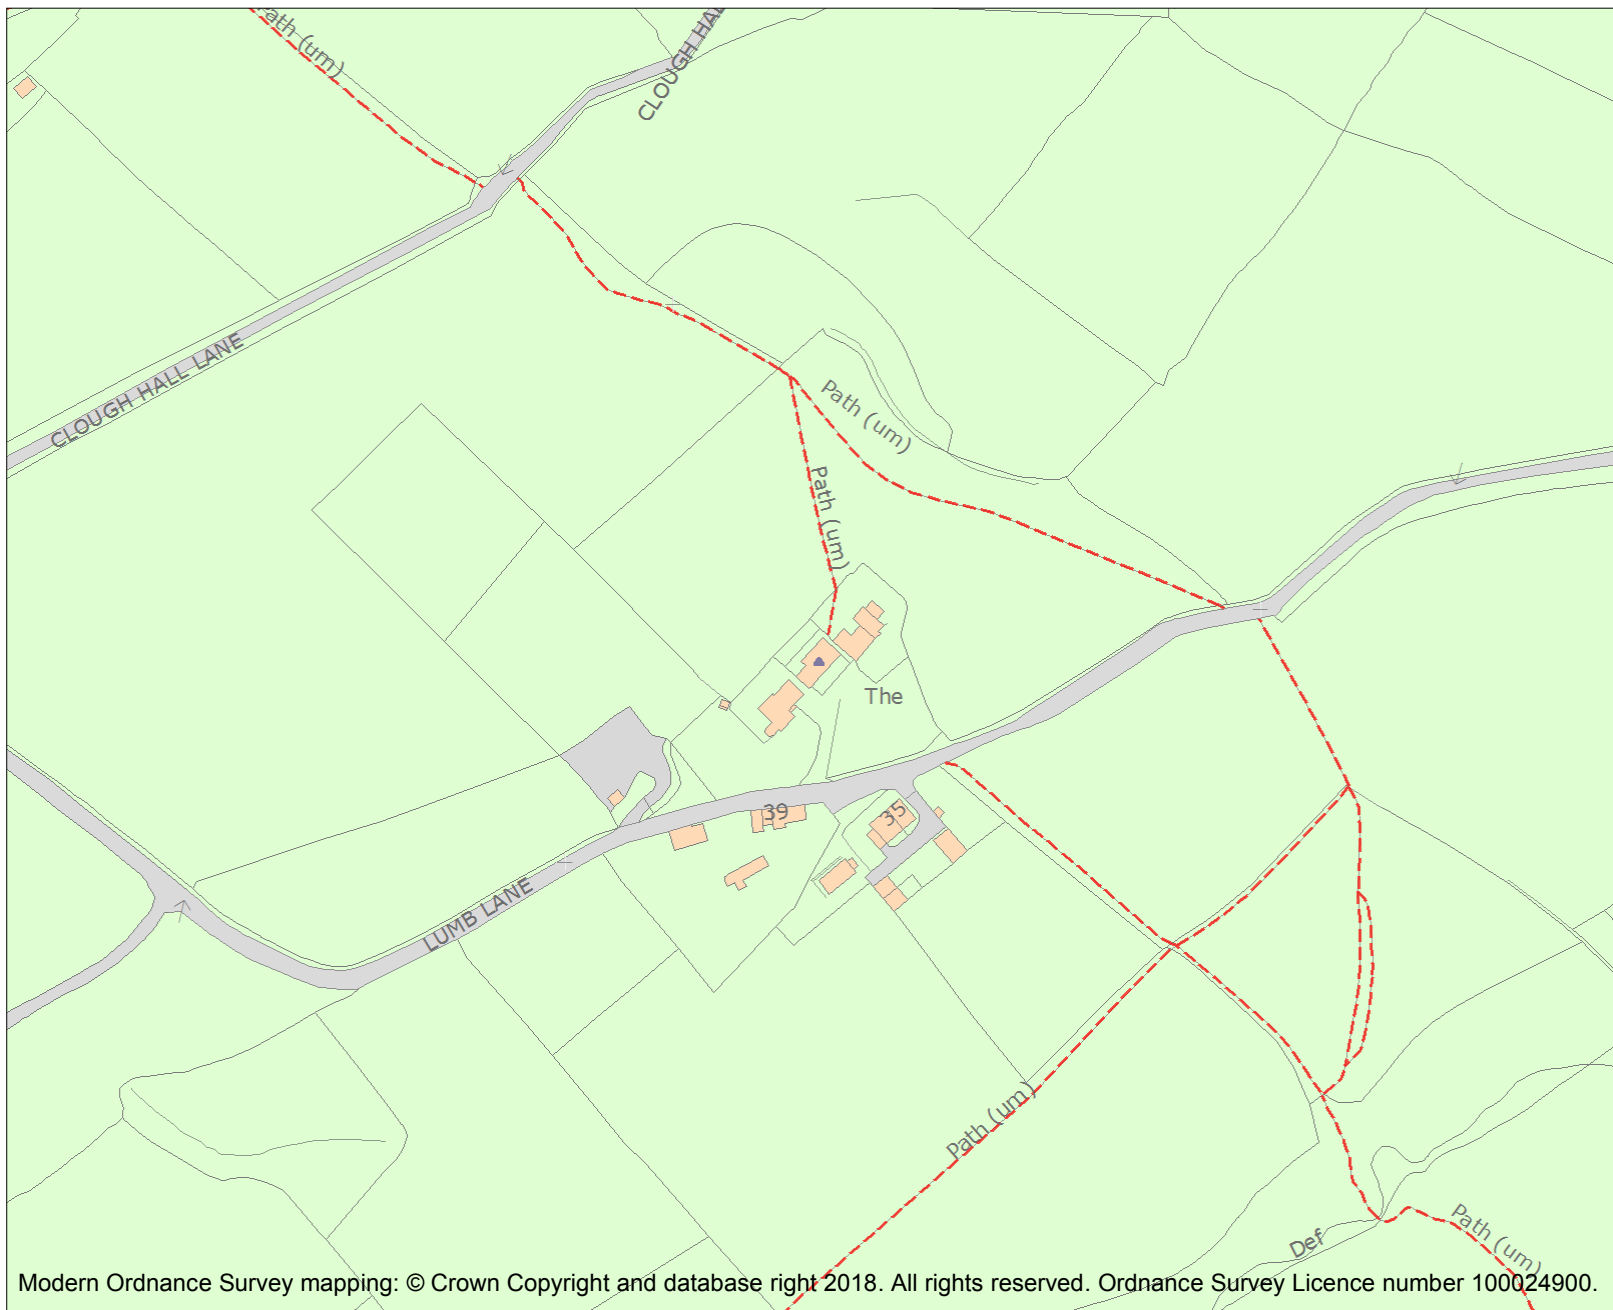 Path (um)
CLOUGH HAL
CLOUGH HALL LANE
Path (um)
Path (um)
The
39
35
LUMB LANE
Path (um)
Path (um)
Def
Modern Ordnance Survey mapping: © Crown Copyright and database right 2018. All rights reserved. Ordnance Survey Licence number 100024900.